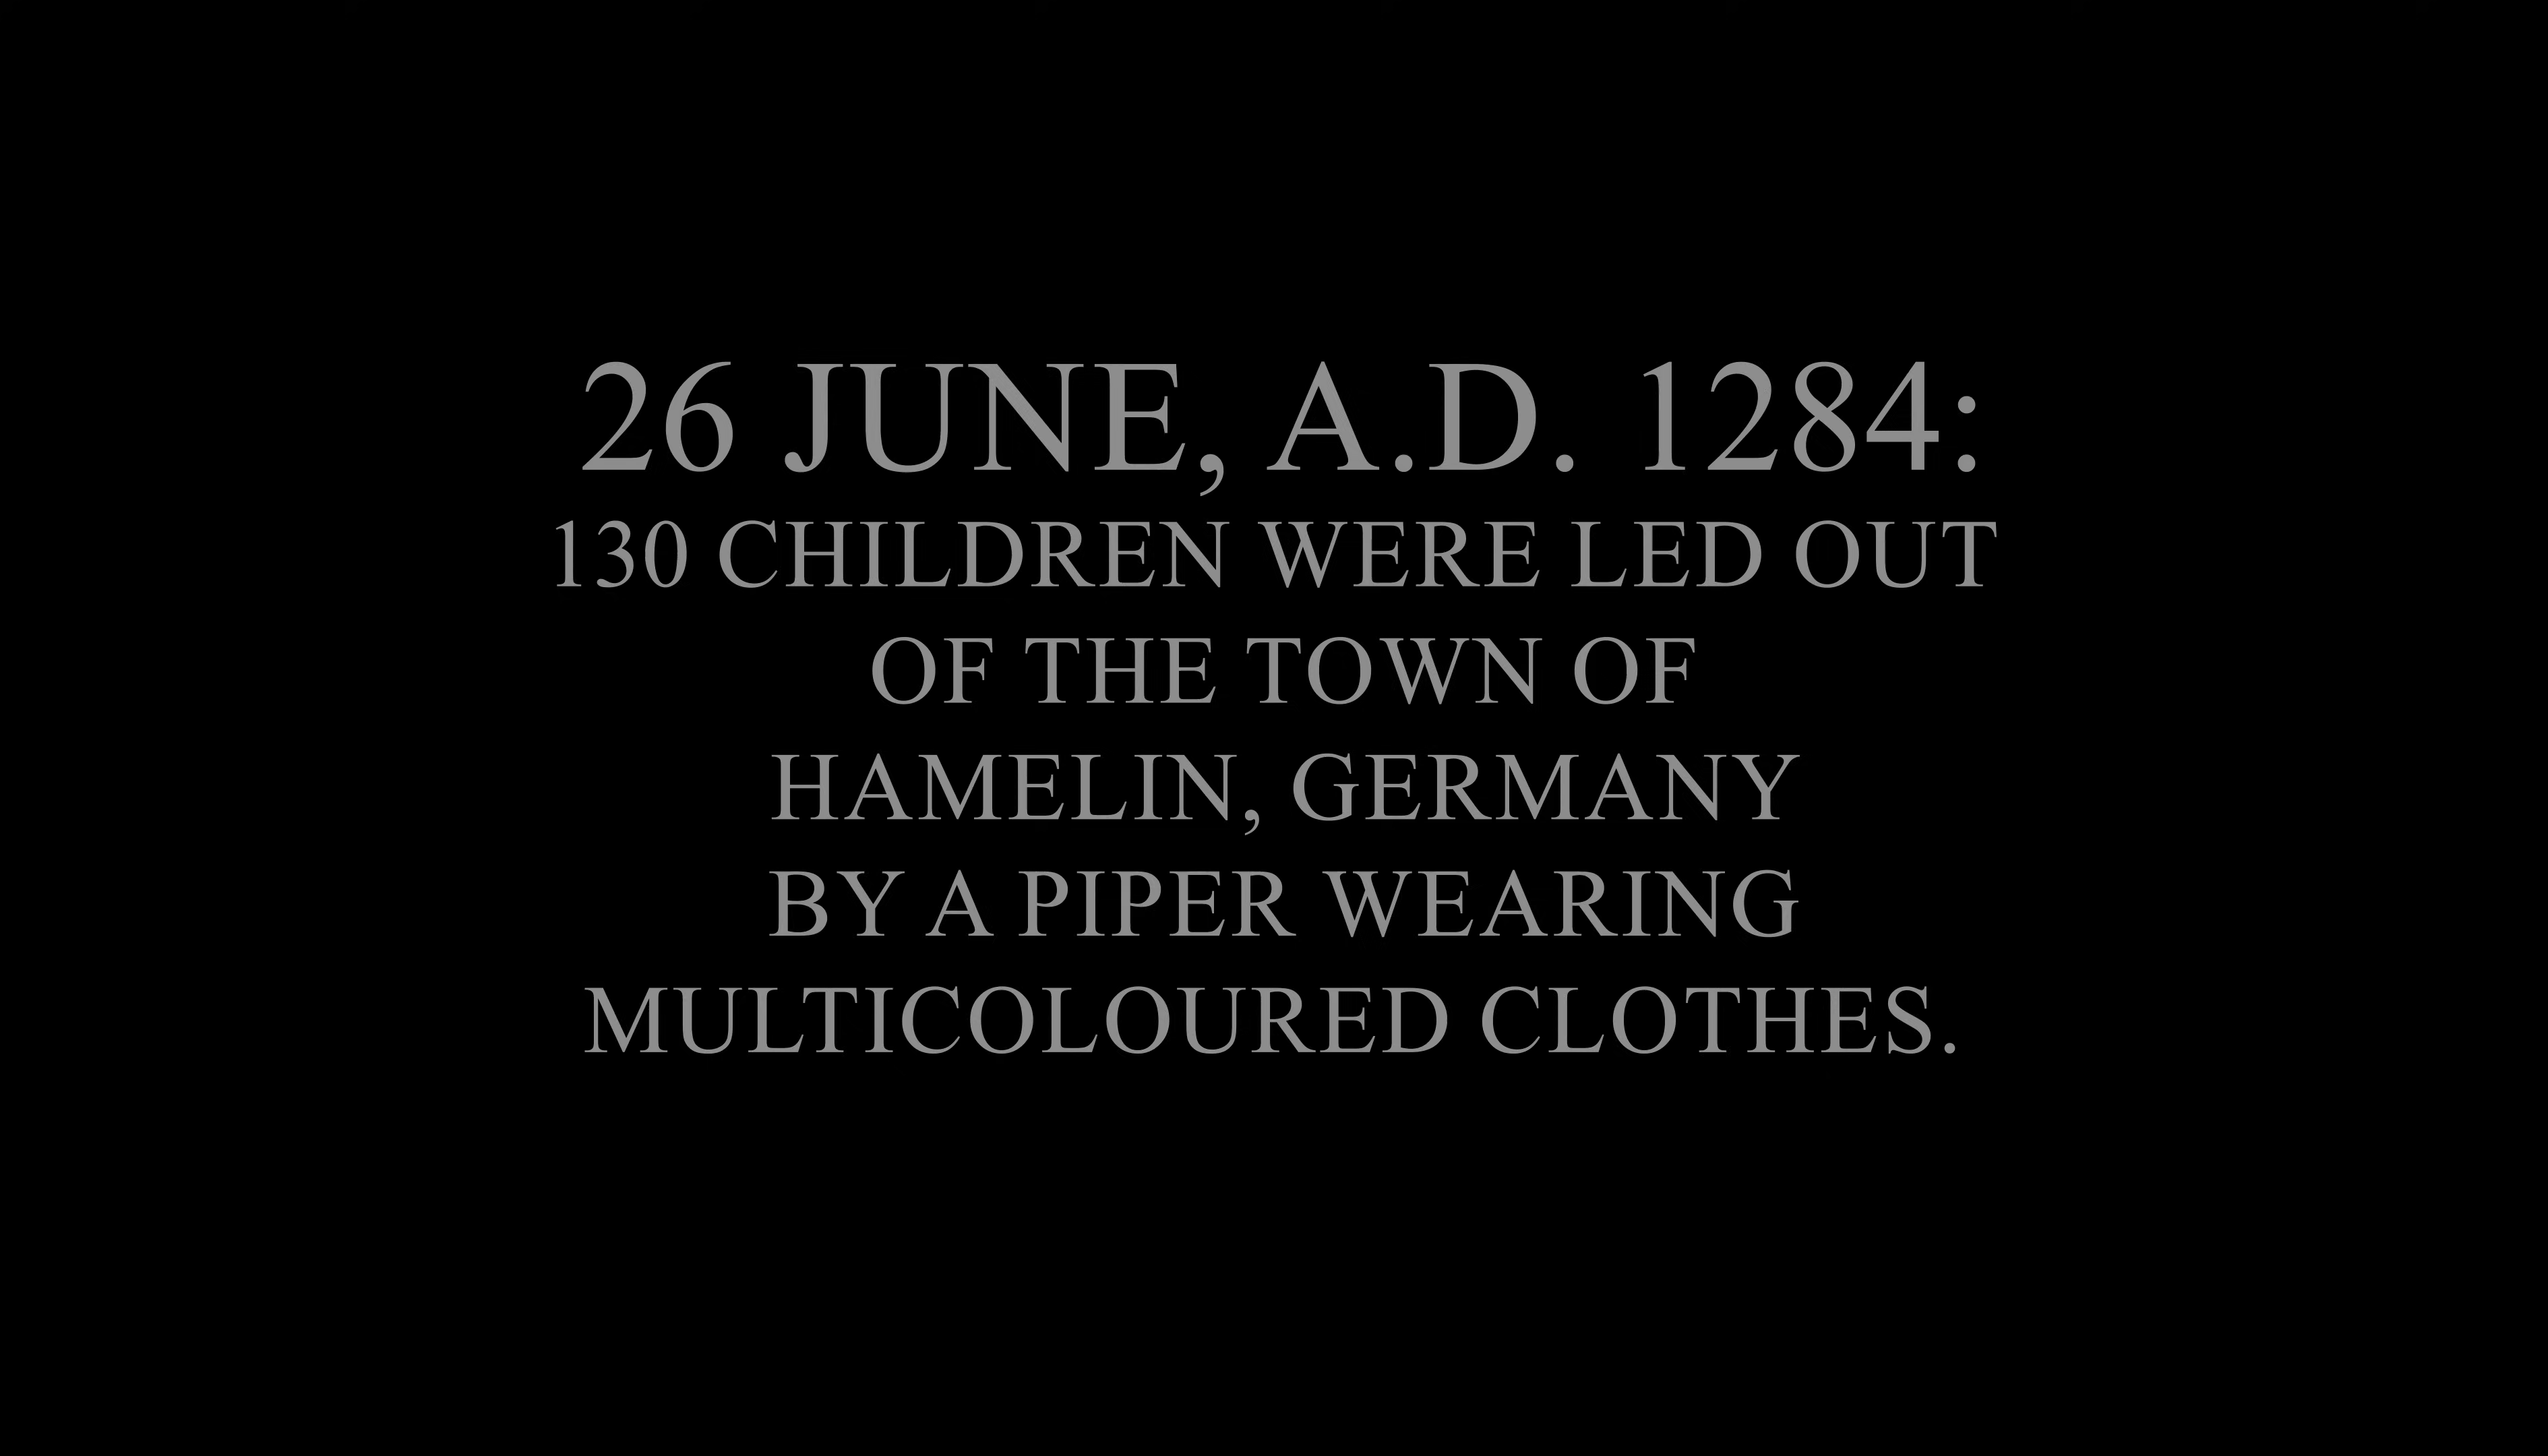 26 JUNE, A.D. 1284:
130 CHILDREN WERE LED OUT
OF THE TOWN OF
HAMELIN, GERMANY
BY A PIPER WEARING
MULTICOLOURED CLOTHES.